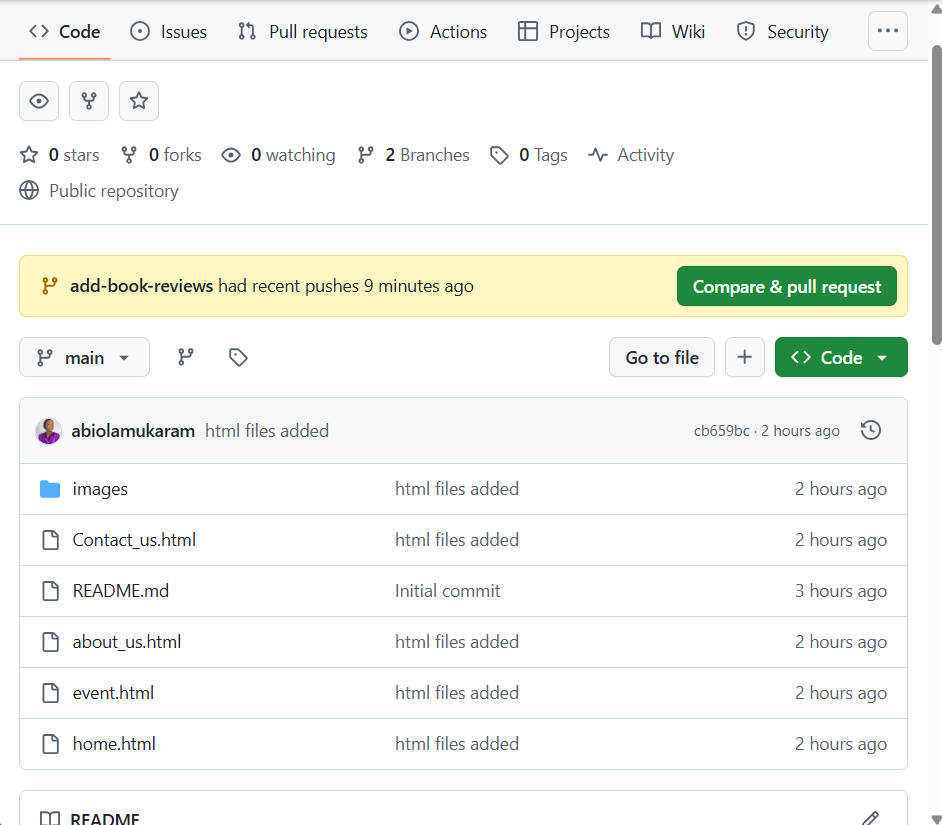 Code Issues Pull requests Actions Projects Wiki Security
0 stars 0 forks 0 watching 2 Branches 0 Tags Activity
Public repository
add-book-reviews had recent pushes 9 minutes ago Compare & pull request
main Go to file Code
abiolamukaram html files added cb659bc · 2 hours ago
images html files added 2 hours ago
Contact_us.html html files added 2 hours ago
README.md Initial commit 3 hours ago
about_us.html html files added 2 hours ago
event.html html files added 2 hours ago
home.html html files added 2 hours ago
README